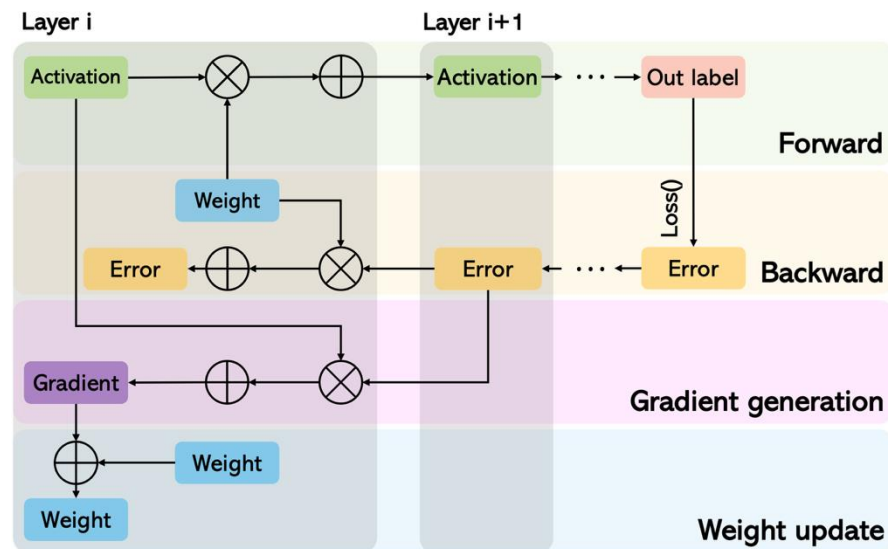 Layer i
Layer i+1
Activation
Activation
···
Out label
Forward
Weight
Loss()
Error
Error
···
Error
Backward
Gradient
Gradient generation
Weight
Weight
Weight update